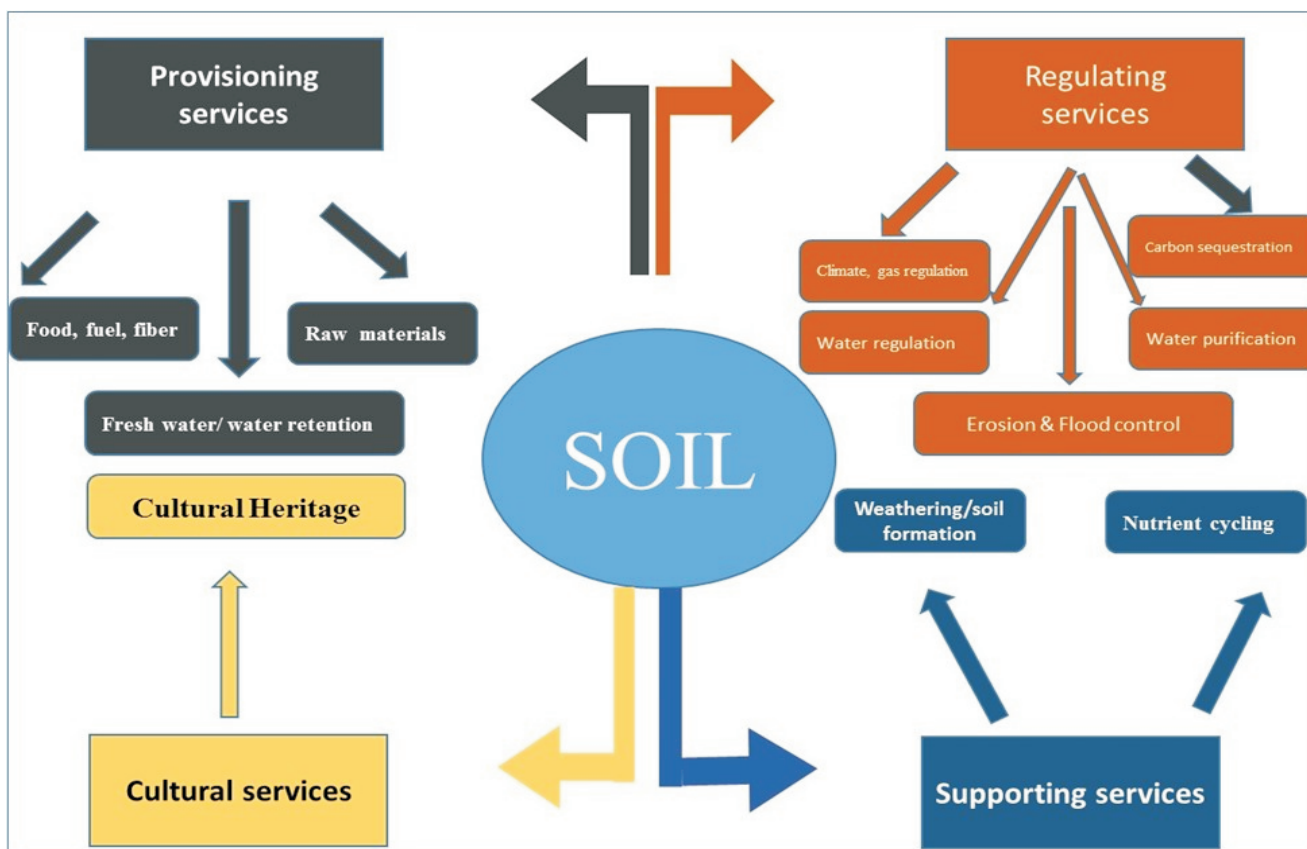 Provisioning
services
Regulating
services
Food, fuel, fiber
Raw materials
Fresh water/ water retention
Climate, gas regulation
Carbon sequestration
Water regulation
Water purification
Erosion & Flood control
SOIL
Cultural Heritage
Weathering/soil
formation
Nutrient cycling
Cultural services
Supporting services